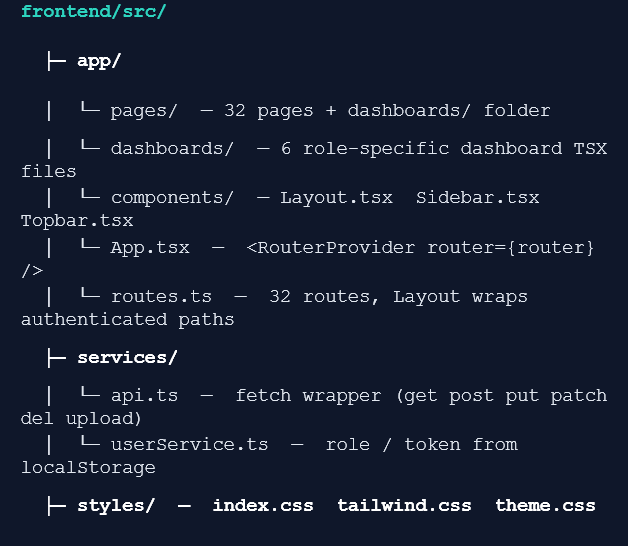 frontend/src/
├─ app/
│ └─ pages/ — 32 pages + dashboards/ folder
│ └─ dashboards/ — 6 role-specific dashboard TSX
files
│ └─ components/ — Layout.tsx Sidebar.tsx
Topbar.tsx
│ └─ App.tsx — <RouterProvider router={router}
/>
│ └─ routes.ts — 32 routes, Layout wraps
authenticated paths
├─ services/
│ └─ api.ts — fetch wrapper (get post put patch
del upload)
│ └─ userService.ts — role / token from
localStorage
├─ styles/ — index.css tailwind.css theme.css